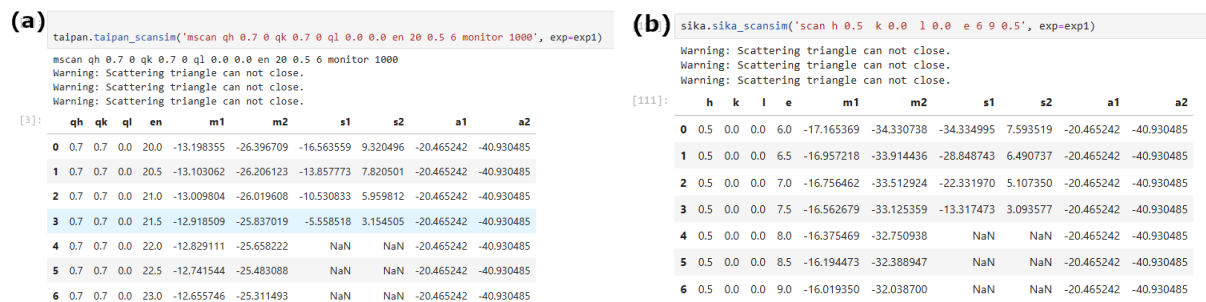 (a)
taipan.taipan_scansim('mscan qh 0.7 0 qk 0.7 0 ql 0.0 0.0 en 20 0.5 6 monitor 1000', exp=exp1)
mscan qh 0.7 0 qk 0.7 0 ql 0.0 0.0 en 20 0.5 6 monitor 1000
Warning: Scattering triangle can not close.
Warning: Scattering triangle can not close.
Warning: Scattering triangle can not close.
[3]:
qh qk ql en m1 m2 s1 s2 a1 a2
0 0.7 0.7 0.0 20.0 -13.198355 -26.396709 -16.563559 9.320496 -20.465242 -40.930485
1 0.7 0.7 0.0 20.5 -13.103062 -26.206123 -13.857773 7.820501 -20.465242 -40.930485
2 0.7 0.7 0.0 21.0 -13.009804 -26.019608 -10.530833 5.959812 -20.465242 -40.930485
3 0.7 0.7 0.0 21.5 -12.918509 -25.837019 -5.558518 3.154505 -20.465242 -40.930485
4 0.7 0.7 0.0 22.0 -12.829111 -25.658222 NaN NaN -20.465242 -40.930485
5 0.7 0.7 0.0 22.5 -12.741544 -25.483088 NaN NaN -20.465242 -40.930485
6 0.7 0.7 0.0 23.0 -12.655746 -25.311493 NaN NaN -20.465242 -40.930485
(b)
sika.sika_scansim('scan h 0.5 k 0.0 l 0.0 e 6 9 0.5', exp=exp1)
Warning: Scattering triangle can not close.
Warning: Scattering triangle can not close.
Warning: Scattering triangle can not close.
[111]:
h k l e m1 m2 s1 s2 a1 a2
0 0.5 0.0 0.0 6.0 -17.165369 -34.330738 -34.334995 7.593519 -20.465242 -40.930485
1 0.5 0.0 0.0 6.5 -16.957218 -33.914436 -28.848743 6.490737 -20.465242 -40.930485
2 0.5 0.0 0.0 7.0 -16.756462 -33.512924 -22.331970 5.107350 -20.465242 -40.930485
3 0.5 0.0 0.0 7.5 -16.562679 -33.125359 -13.317473 3.093577 -20.465242 -40.930485
4 0.5 0.0 0.0 8.0 -16.375469 -32.750938 NaN NaN -20.465242 -40.930485
5 0.5 0.0 0.0 8.5 -16.194473 -32.388947 NaN NaN -20.465242 -40.930485
6 0.5 0.0 0.0 9.0 -16.019350 -32.038700 NaN NaN -20.465242 -40.930485